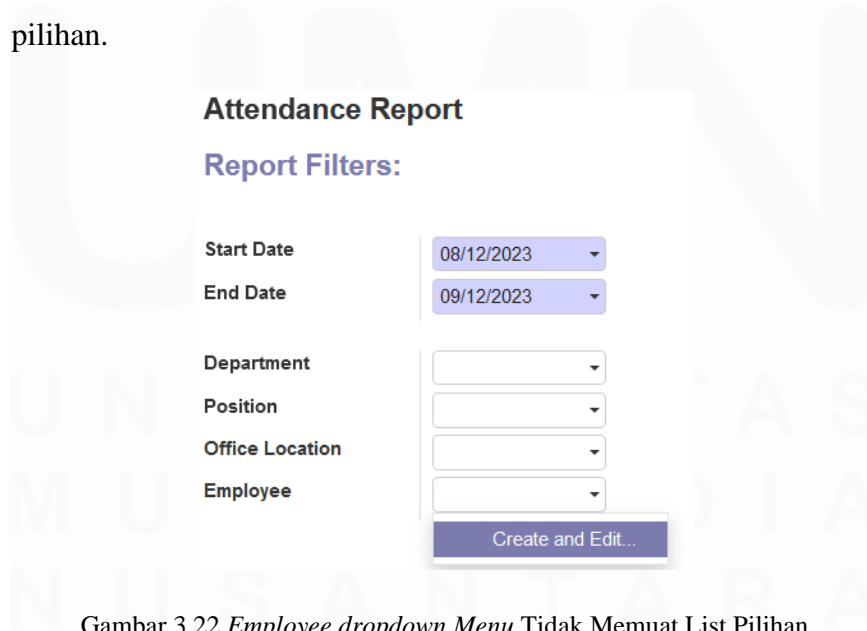 pilihan.
Attendance Report
Report Filters:
Start Date 08/12/2023
End Date 09/12/2023
Department
Position
Office Location
Employee
Create and Edit...
Gambar 3.22 Employee dropdown Menu Tidak Memuat List Pilihan